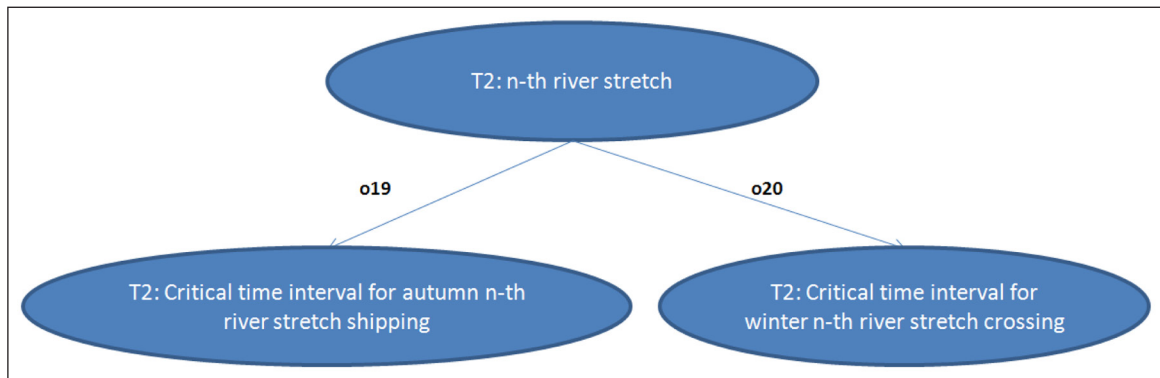 T2: n-th river stretch
o19
o20
T2: Critical time interval for autumn n-th
river stretch shipping
T2: Critical time interval for
winter n-th river stretch crossing